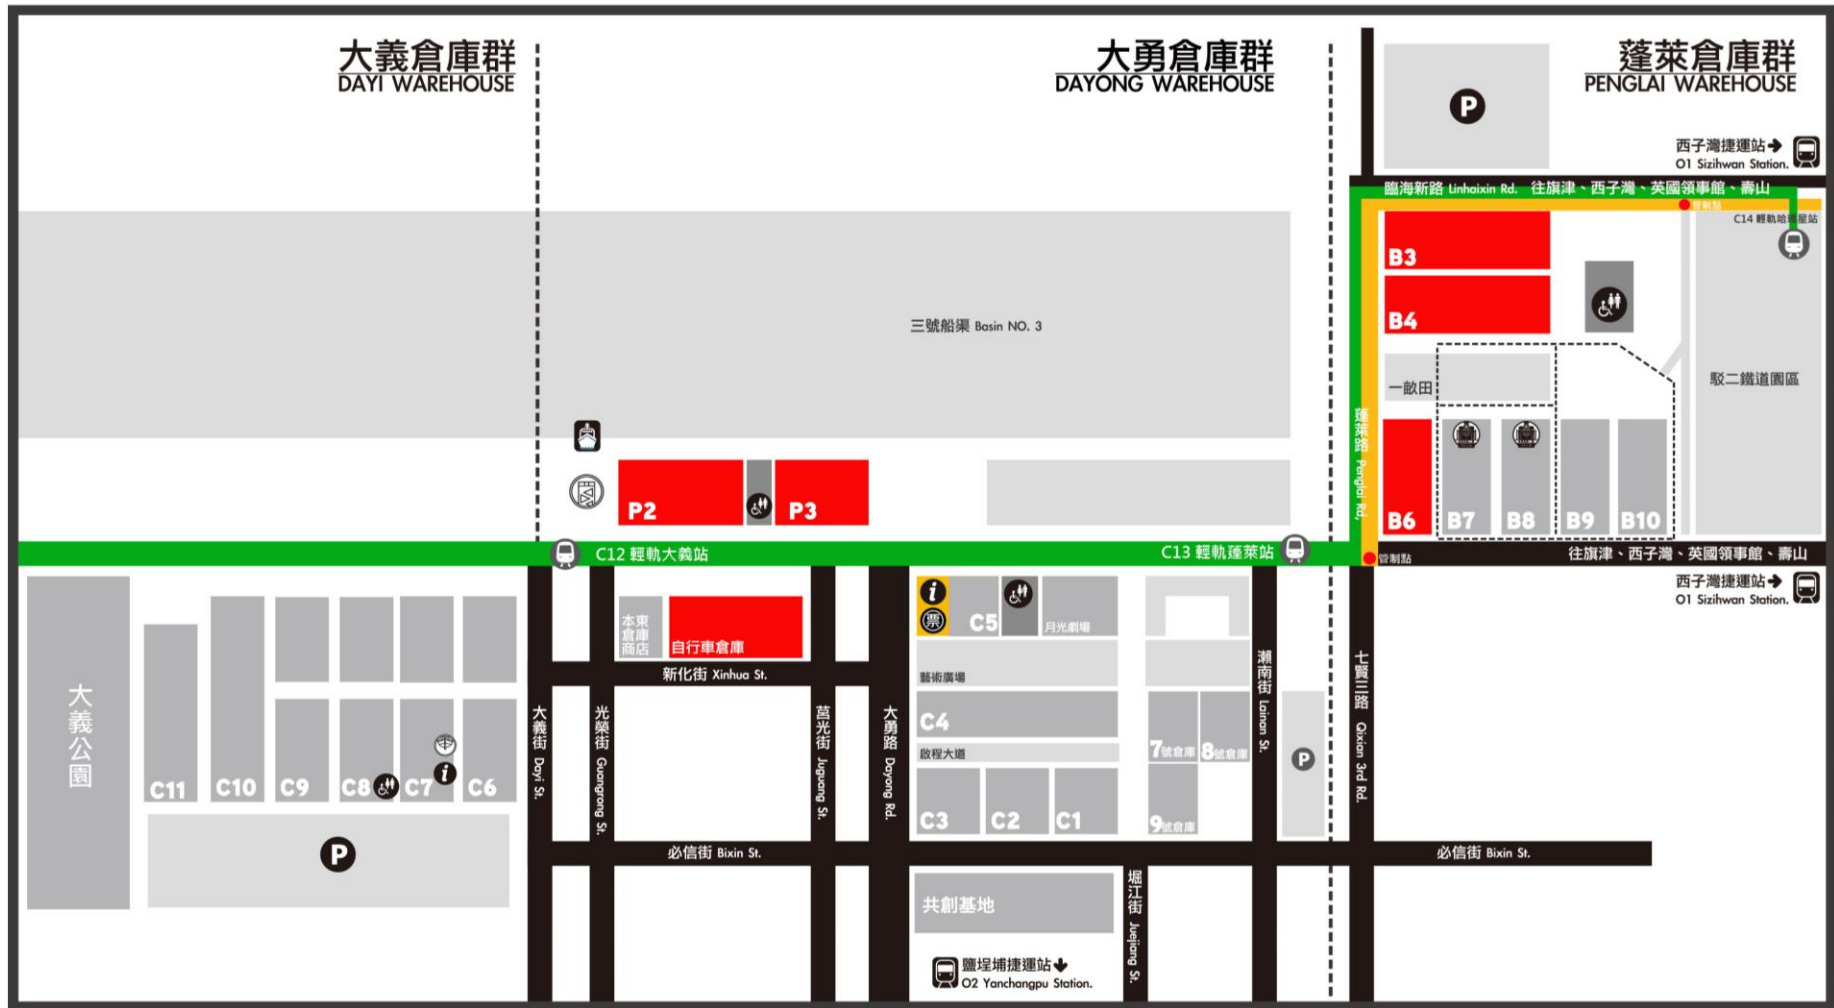 大義倉庫群
DAYI WAREHOUSE
大勇倉庫群
DAYONG WAREHOUSE
蓬萊倉庫群
PENGLAI WAREHOUSE
P
西子灣捷運站➔
O1 Sizihwan Station.
臨海新路 Linhaixin Rd. 往旗津、西子灣、英國領事館、壽山
管制點
C14 輕軌哈瑪星站
B3
B4
三號船渠 Basin NO. 3
一畝田
駁二鐵道園區
蓬萊路 Penglai Rd.
P2
P3
B6
B7
B8
B9
B10
C12 輕軌大義站
C13 輕軌蓬萊站
管制點
往旗津、西子灣、英國領事館、壽山
西子灣捷運站➔
O1 Sizihwan Station.
大義公園
C11
C10
C9
C8
C7
i
C6
P
本東
倉庫
商店
自行車倉庫
新化街 Xinhua St.
大義街 Dayi St.
光榮街 Guangrong St.
莒光街 Juguang St.
大勇路 Dayong Rd.
i
票
C5
月光劇場
藝術廣場
C4
啟程大道
C3
C2
C1
7號倉庫
8號倉庫
9號倉庫
瀨南街 Lainan St.
P
七賢三路 Qixian 3rd Rd.
必信街 Bixin St.
必信街 Bixin St.
共創基地
堀江街 Juejiang St.
鹽埕埔捷運站🡇
O2 Yanchangpu Station.